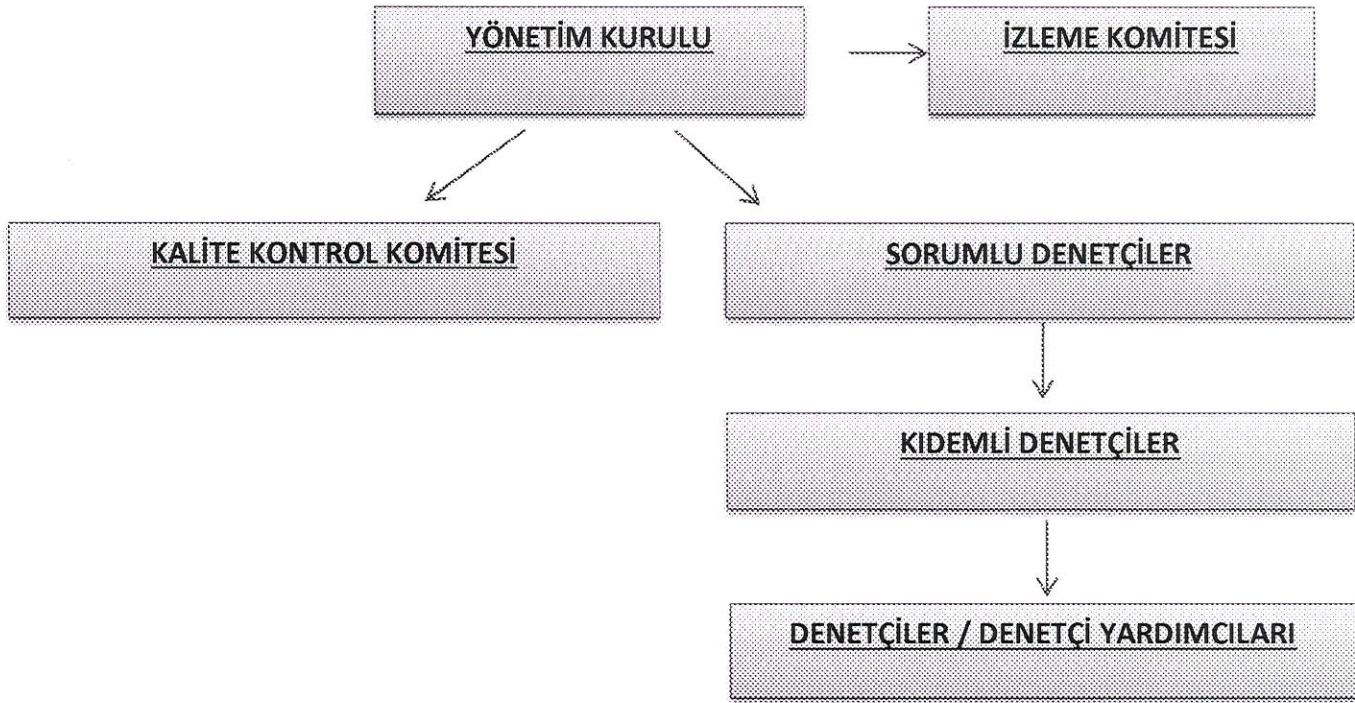 YÖNETİM KURULU
İZLEME KOMİTESİ
KALİTE KONTROL KOMİTESİ
SORUMLU DENETÇİLER
KIDEMLİ DENETÇİLER
DENETÇİLER / DENETÇİ YARDIMCILARI